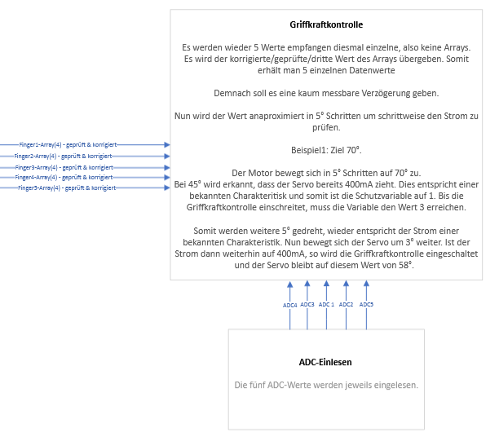 Griffkraftkontrolle
Es werden wieder 5 Werte empfangen diesmal einzelne, also keine Arrays.
Es wird der korrigierte/geprüfte/dritte Wert des Arrays übergeben. Somit
erhält man 5 einzelnen Datenwerte
Demnach soll es eine kaum messbare Verzögerung geben.
Nun wird der Wert anaproximiert in 5° Schritten um schrittweise den Strom zu
prüfen.
Beispiel1: Ziel 70°.
Der Motor bewegt sich in 5° Schritten auf 70° zu.
Bei 45° wird erkannt, dass der Servo bereits 400mA zieht. Dies entspricht einer
bekannten Charakteritisk und somit ist die Schutzvariable auf 1. Bis die
Griffkraftkontrolle einschreitet, muss die Variable den Wert 3 erreichen.
Somit werden weitere 5° gedreht, wieder entspricht der Strom einer
bekannten Charakteristik. Nun bewegt sich der Servo um 3° weiter. Ist der
Strom dann weiterhin auf 400mA, so wird die Griffkraftkontrolle eingeschaltet
und der Servo bleibt auf diesem Wert von 58°.
Finger1-Array(4) - geprüft & korrigiert
Finger2-Array(4) - geprüft & korrigiert
Finger3-Array(4) - geprüft & korrigiert
Finger4-Array(4) - geprüft & korrigiert
Finger5-Array(4) - geprüft & korrigiert
ADC4 ADC3 ADC 1 ADC2 ADC5
ADC-Einlesen
Die fünf ADC-Werte werden jeweils eingelesen.